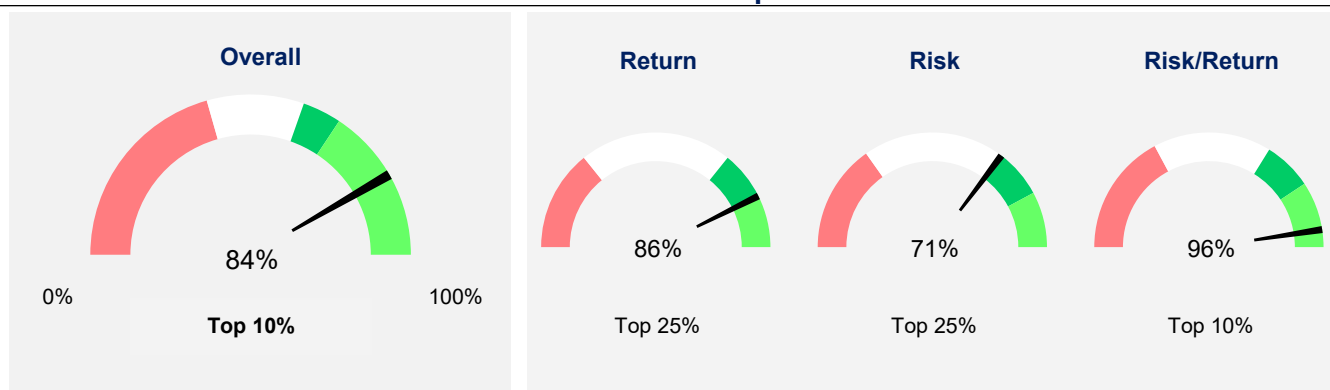 Overall
84%
0%
100%
Top 10%
Return
Risk
Risk/Return
86%
71%
96%
Top 25%
Top 25%
Top 10%